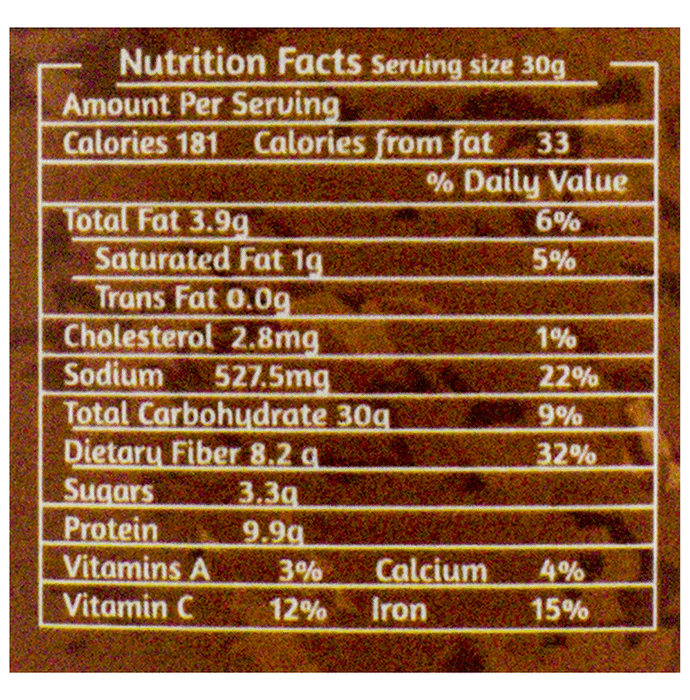 Nutrition Facts Serving size 30g
Amount Per Serving
Calories 181 Calories from fat 33
% Daily Value
Total Fat 3.9g 6%
Saturated Fat 1g 5%
Trans Fat 0.0g
Cholesterol 2.8mg 1%
Sodium 527.5mg 22%
Total Carbohydrate 30g 9%
Dietary Fiber 8.2 g 32%
Sugars 3.3g
Protein 9.9g
Vitamins A 3% Calcium 4%
Vitamin C 12% Iron 15%